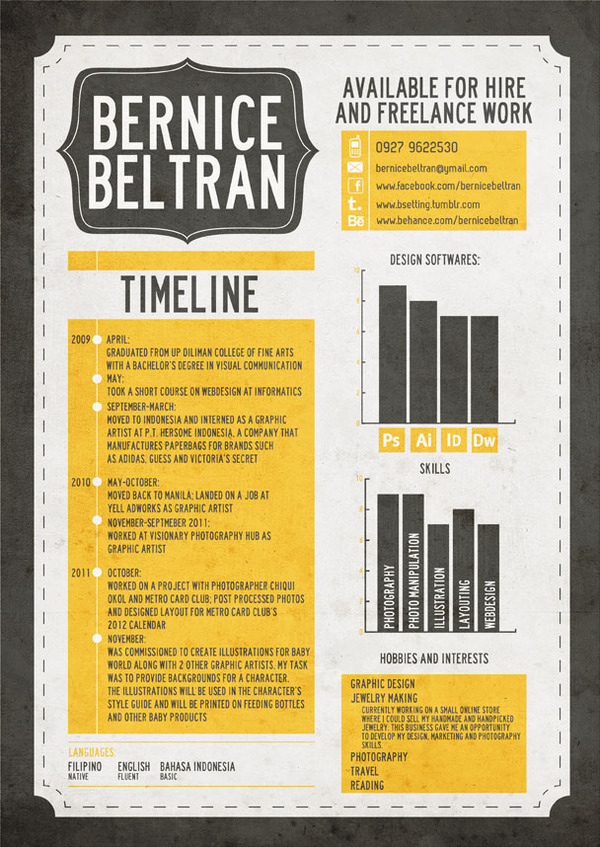 BERNICE
BELTRAN
AVAILABLE FOR HIRE
AND FREELANCE WORK
0927 9622530
bernicebeltran@ymail.com
www.facebook.com/bernicebeltran
t. www.bsetting.tumblr.com
Bē www.behance.com/bernicebeltran
TIMELINE
2009 APRIL:
GRADUATED FROM UP DILIMAN COLLEGE OF FINE ARTS
WITH A BACHELOR'S DEGREE IN VISUAL COMMUNICATION
MAY:
TOOK A SHORT COURSE ON WEBDESIGN AT INFORMATICS
SEPTEMBER-MARCH:
MOVED TO INDONESIA AND INTERNED AS A GRAPHIC
ARTIST AT P.T. HERSOME INDONESIA. A COMPANY THAT
MANUFACTURES PAPERBAGS FOR BRANDS SUCH
AS ADIDAS, GUESS AND VICTORIA'S SECRET
2010 MAY-OCTOBER:
MOVED BACK TO MANILA; LANDED ON A JOB AT
YELL ADWORKS AS GRAPHIC ARTIST
NOVEMBER-SEPTMEBER 2011:
WORKED AT VISIONARY PHOTOGRAPHY HUB AS
GRAPHIC ARTIST
2011 OCTOBER:
WORKED ON A PROJECT WITH PHOTOGRAPHER CHIQUI
OKOL AND METRO CARD CLUB; POST PROCESSED PHOTOS
AND DESIGNED LAYOUT FOR METRO CARD CLUB'S
2012 CALENDAR
NOVEMBER:
WAS COMMISSIONED TO CREATE ILLUSTRATIONS FOR BABY
WORLD ALONG WITH 2 OTHER GRAPHIC ARTISTS. MY TASK
WAS TO PROVIDE BACKGROUNDS FOR A CHARACTER.
THE ILLUSTRATIONS WILL BE USED IN THE CHARACTER'S
STYLE GUIDE AND WILL BE PRINTED ON FEEDING BOTTLES
AND OTHER BABY PRODUCTS
LANGUAGES:
FILIPINO ENGLISH BAHASA INDONESIA
NATIVE FLUENT BASIC
DESIGN SOFTWARES:
Ps Ai ID Dw
SKILLS
PHOTOGRAPHY
PHOTO MANIPULATION
ILLUSTRATION
LAYOUTING
WEBDESIGN
HOBBIES AND INTERESTS
GRAPHIC DESIGN
JEWELRY MAKING
CURRENTLY WORKING ON A SMALL ONLINE STORE
WHERE I COULD SELL MY HANDMADE AND HANDPICKED
JEWELRY. THIS BUSINESS GAVE ME AN OPPORTUNITY
TO DEVELOP MY DESIGN, MARKETING AND PHOTOGRAPHY
SKILLS.
PHOTOGRAPHY
TRAVEL
READING